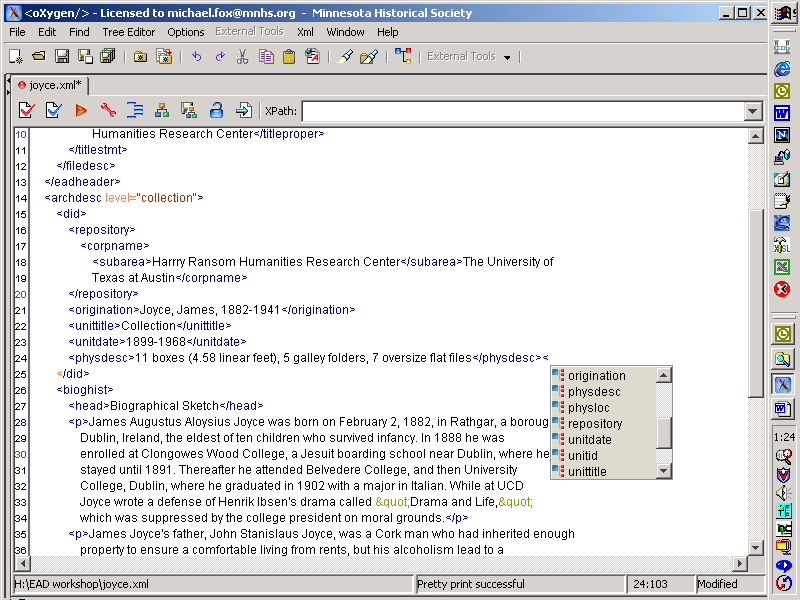 <oXygen/> - Licensed to michael.fox@mnhs.org - Minnesota Historical Society
File Edit Find Tree Editor Options External Tools Xml Window Help
External Tools
joyce.xml*
XPath:
10 Humanities Research Center</titleproper>
11 </titlestmt>
12 </filedesc>
13 </eadheader>
14 <archdesc level="collection">
15 <did>
16 <repository>
17 <corpname>
18 <subarea>Harrry Ransom Humanities Research Center</subarea>The University of
19 Texas at Austin</corpname>
20 </repository>
21 <origination>Joyce, James, 1882-1941</origination>
22 <unittitle>Collection</unittitle>
23 <unitdate>1899-1968</unitdate>
24 <physdesc>11 boxes (4.58 linear feet), 5 galley folders, 7 oversize flat files</physdesc><
25 </did>
26 <bioghist>
27 <head>Biographical Sketch</head>
28 <p>James Augustus Aloysius Joyce was born on February 2, 1882, in Rathgar, a boroug
29 Dublin, Ireland, the eldest of ten children who survived infancy. In 1888 he was
30 enrolled at Clongowes Wood College, a Jesuit boarding school near Dublin, where he
31 stayed until 1891. Thereafter he attended Belvedere College, and then University
32 College, Dublin, where he graduated in 1902 with a major in Italian. While at UCD
33 Joyce wrote a defense of Henrik Ibsen's drama called &quot;Drama and Life,&quot;
34 which was suppressed by the college president on moral grounds.</p>
35 <p>James Joyce's father, John Stanislaus Joyce, was a Cork man who had inherited enough
36 property to ensure a comfortable living from rents, but his alcoholism lead to a
origination
physdesc
physloc
repository
unitdate
unitid
unittitle
H:\EAD workshop\joyce.xml Pretty print successful 24:103 Modified
XSL
1:24